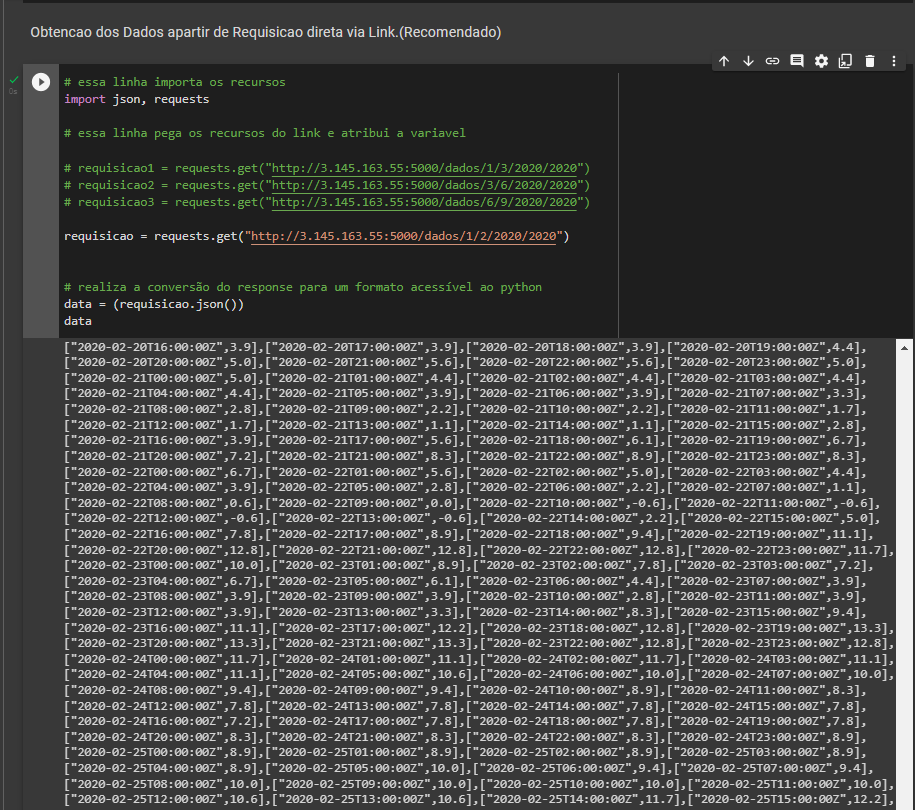 Obtencao dos Dados apartir de Requisicao direta via Link.(Recomendado)
0s
# essa linha importa os recursos
import json, requests
# essa linha pega os recursos do link e atribui a variavel
# requisicao1 = requests.get("http://3.145.163.55:5000/dados/1/3/2020/2020")
# requisicao2 = requests.get("http://3.145.163.55:5000/dados/3/6/2020/2020")
# requisicao3 = requests.get("http://3.145.163.55:5000/dados/6/9/2020/2020")
requisicao = requests.get("http://3.145.163.55:5000/dados/1/2/2020/2020")
# realiza a conversão do response para um formato acessível ao python
data = (requisicao.json())
data
["2020-02-20T16:00:00Z",3.9],["2020-02-20T17:00:00Z",3.9],["2020-02-20T18:00:00Z",3.9],["2020-02-20T19:00:00Z",4.4],
["2020-02-20T20:00:00Z",5.0],["2020-02-20T21:00:00Z",5.6],["2020-02-20T22:00:00Z",5.6],["2020-02-20T23:00:00Z",5.0],
["2020-02-21T00:00:00Z",5.0],["2020-02-21T01:00:00Z",4.4],["2020-02-21T02:00:00Z",4.4],["2020-02-21T03:00:00Z",4.4],
["2020-02-21T04:00:00Z",4.4],["2020-02-21T05:00:00Z",3.9],["2020-02-21T06:00:00Z",3.9],["2020-02-21T07:00:00Z",3.3],
["2020-02-21T08:00:00Z",2.8],["2020-02-21T09:00:00Z",2.2],["2020-02-21T10:00:00Z",2.2],["2020-02-21T11:00:00Z",1.7],
["2020-02-21T12:00:00Z",1.7],["2020-02-21T13:00:00Z",1.1],["2020-02-21T14:00:00Z",1.1],["2020-02-21T15:00:00Z",2.8],
["2020-02-21T16:00:00Z",3.9],["2020-02-21T17:00:00Z",5.6],["2020-02-21T18:00:00Z",6.1],["2020-02-21T19:00:00Z",6.7],
["2020-02-21T20:00:00Z",7.2],["2020-02-21T21:00:00Z",8.3],["2020-02-21T22:00:00Z",8.9],["2020-02-21T23:00:00Z",8.3],
["2020-02-22T00:00:00Z",6.7],["2020-02-22T01:00:00Z",5.6],["2020-02-22T02:00:00Z",5.0],["2020-02-22T03:00:00Z",4.4],
["2020-02-22T04:00:00Z",3.9],["2020-02-22T05:00:00Z",2.8],["2020-02-22T06:00:00Z",2.2],["2020-02-22T07:00:00Z",1.1],
["2020-02-22T08:00:00Z",0.6],["2020-02-22T09:00:00Z",0.0],["2020-02-22T10:00:00Z",-0.6],["2020-02-22T11:00:00Z",-0.6],
["2020-02-22T12:00:00Z",-0.6],["2020-02-22T13:00:00Z",-0.6],["2020-02-22T14:00:00Z",2.2],["2020-02-22T15:00:00Z",5.0],
["2020-02-22T16:00:00Z",7.8],["2020-02-22T17:00:00Z",8.9],["2020-02-22T18:00:00Z",9.4],["2020-02-22T19:00:00Z",11.1],
["2020-02-22T20:00:00Z",12.8],["2020-02-22T21:00:00Z",12.8],["2020-02-22T22:00:00Z",12.8],["2020-02-22T23:00:00Z",11.7],
["2020-02-23T00:00:00Z",10.0],["2020-02-23T01:00:00Z",8.9],["2020-02-23T02:00:00Z",7.8],["2020-02-23T03:00:00Z",7.2],
["2020-02-23T04:00:00Z",6.7],["2020-02-23T05:00:00Z",6.1],["2020-02-23T06:00:00Z",4.4],["2020-02-23T07:00:00Z",3.9],
["2020-02-23T08:00:00Z",3.9],["2020-02-23T09:00:00Z",3.9],["2020-02-23T10:00:00Z",2.8],["2020-02-23T11:00:00Z",3.9],
["2020-02-23T12:00:00Z",3.9],["2020-02-23T13:00:00Z",3.3],["2020-02-23T14:00:00Z",8.3],["2020-02-23T15:00:00Z",9.4],
["2020-02-23T16:00:00Z",11.1],["2020-02-23T17:00:00Z",12.2],["2020-02-23T18:00:00Z",12.8],["2020-02-23T19:00:00Z",13.3],
["2020-02-23T20:00:00Z",13.3],["2020-02-23T21:00:00Z",13.3],["2020-02-23T22:00:00Z",12.8],["2020-02-23T23:00:00Z",12.8],
["2020-02-24T00:00:00Z",11.7],["2020-02-24T01:00:00Z",11.1],["2020-02-24T02:00:00Z",11.7],["2020-02-24T03:00:00Z",11.1],
["2020-02-24T04:00:00Z",11.1],["2020-02-24T05:00:00Z",10.6],["2020-02-24T06:00:00Z",10.0],["2020-02-24T07:00:00Z",10.0],
["2020-02-24T08:00:00Z",9.4],["2020-02-24T09:00:00Z",9.4],["2020-02-24T10:00:00Z",8.9],["2020-02-24T11:00:00Z",8.3],
["2020-02-24T12:00:00Z",7.8],["2020-02-24T13:00:00Z",7.8],["2020-02-24T14:00:00Z",7.8],["2020-02-24T15:00:00Z",7.8],
["2020-02-24T16:00:00Z",7.2],["2020-02-24T17:00:00Z",7.8],["2020-02-24T18:00:00Z",7.8],["2020-02-24T19:00:00Z",7.8],
["2020-02-24T20:00:00Z",8.3],["2020-02-24T21:00:00Z",8.3],["2020-02-24T22:00:00Z",8.3],["2020-02-24T23:00:00Z",8.9],
["2020-02-25T00:00:00Z",8.9],["2020-02-25T01:00:00Z",8.9],["2020-02-25T02:00:00Z",8.9],["2020-02-25T03:00:00Z",8.9],
["2020-02-25T04:00:00Z",8.9],["2020-02-25T05:00:00Z",10.0],["2020-02-25T06:00:00Z",9.4],["2020-02-25T07:00:00Z",9.4],
["2020-02-25T08:00:00Z",10.0],["2020-02-25T09:00:00Z",10.0],["2020-02-25T10:00:00Z",10.0],["2020-02-25T11:00:00Z",10.0],
["2020-02-25T12:00:00Z",10.6],["2020-02-25T13:00:00Z",10.6],["2020-02-25T14:00:00Z",11.7],["2020-02-25T15:00:00Z",12.2],